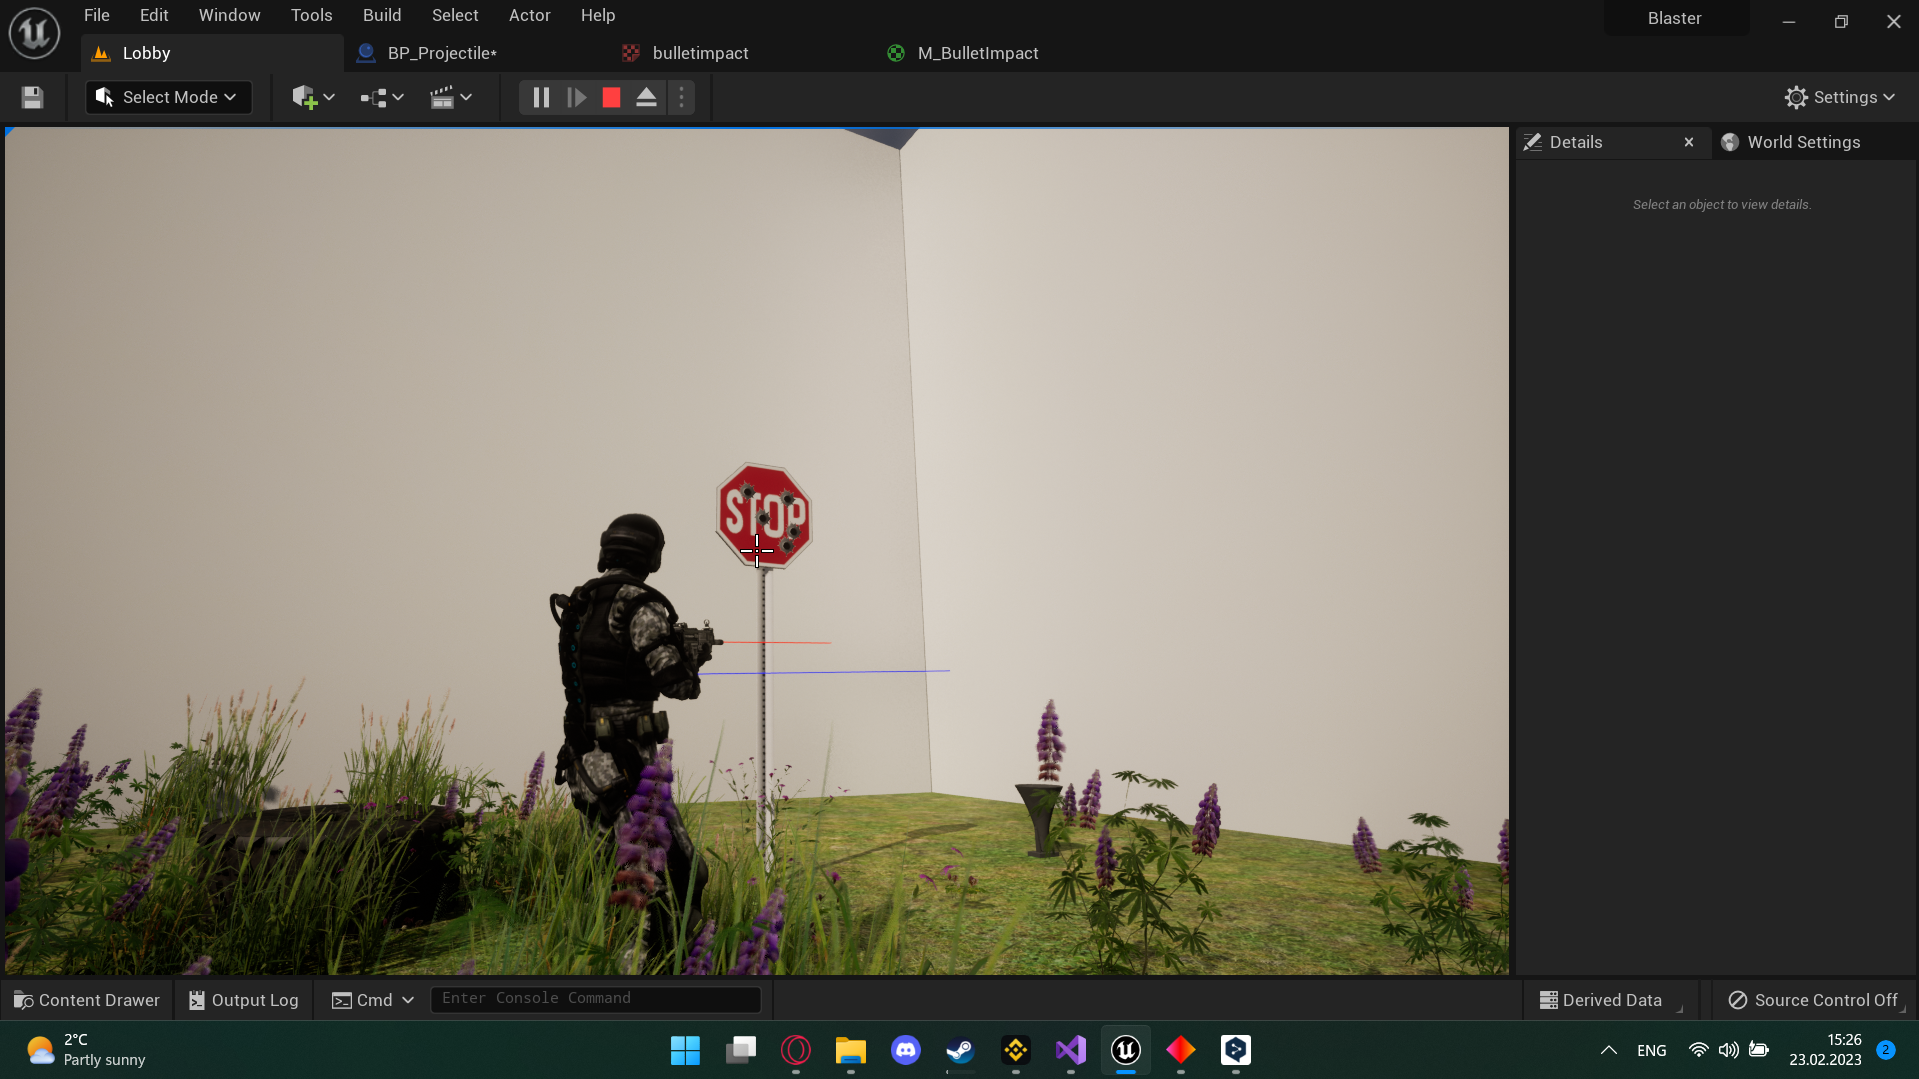 File Edit Window Tools Build Select Actor Help Blaster
Lobby BP_Projectile* bulletimpact M_BulletImpact
Select Mode Settings
Details World Settings
Select an object to view details.
STOP
Content Drawer Output Log Cmd Enter Console Command Derived Data Source Control Off
2°C
Partly sunny
ENG
15:26
23.02.2023
2